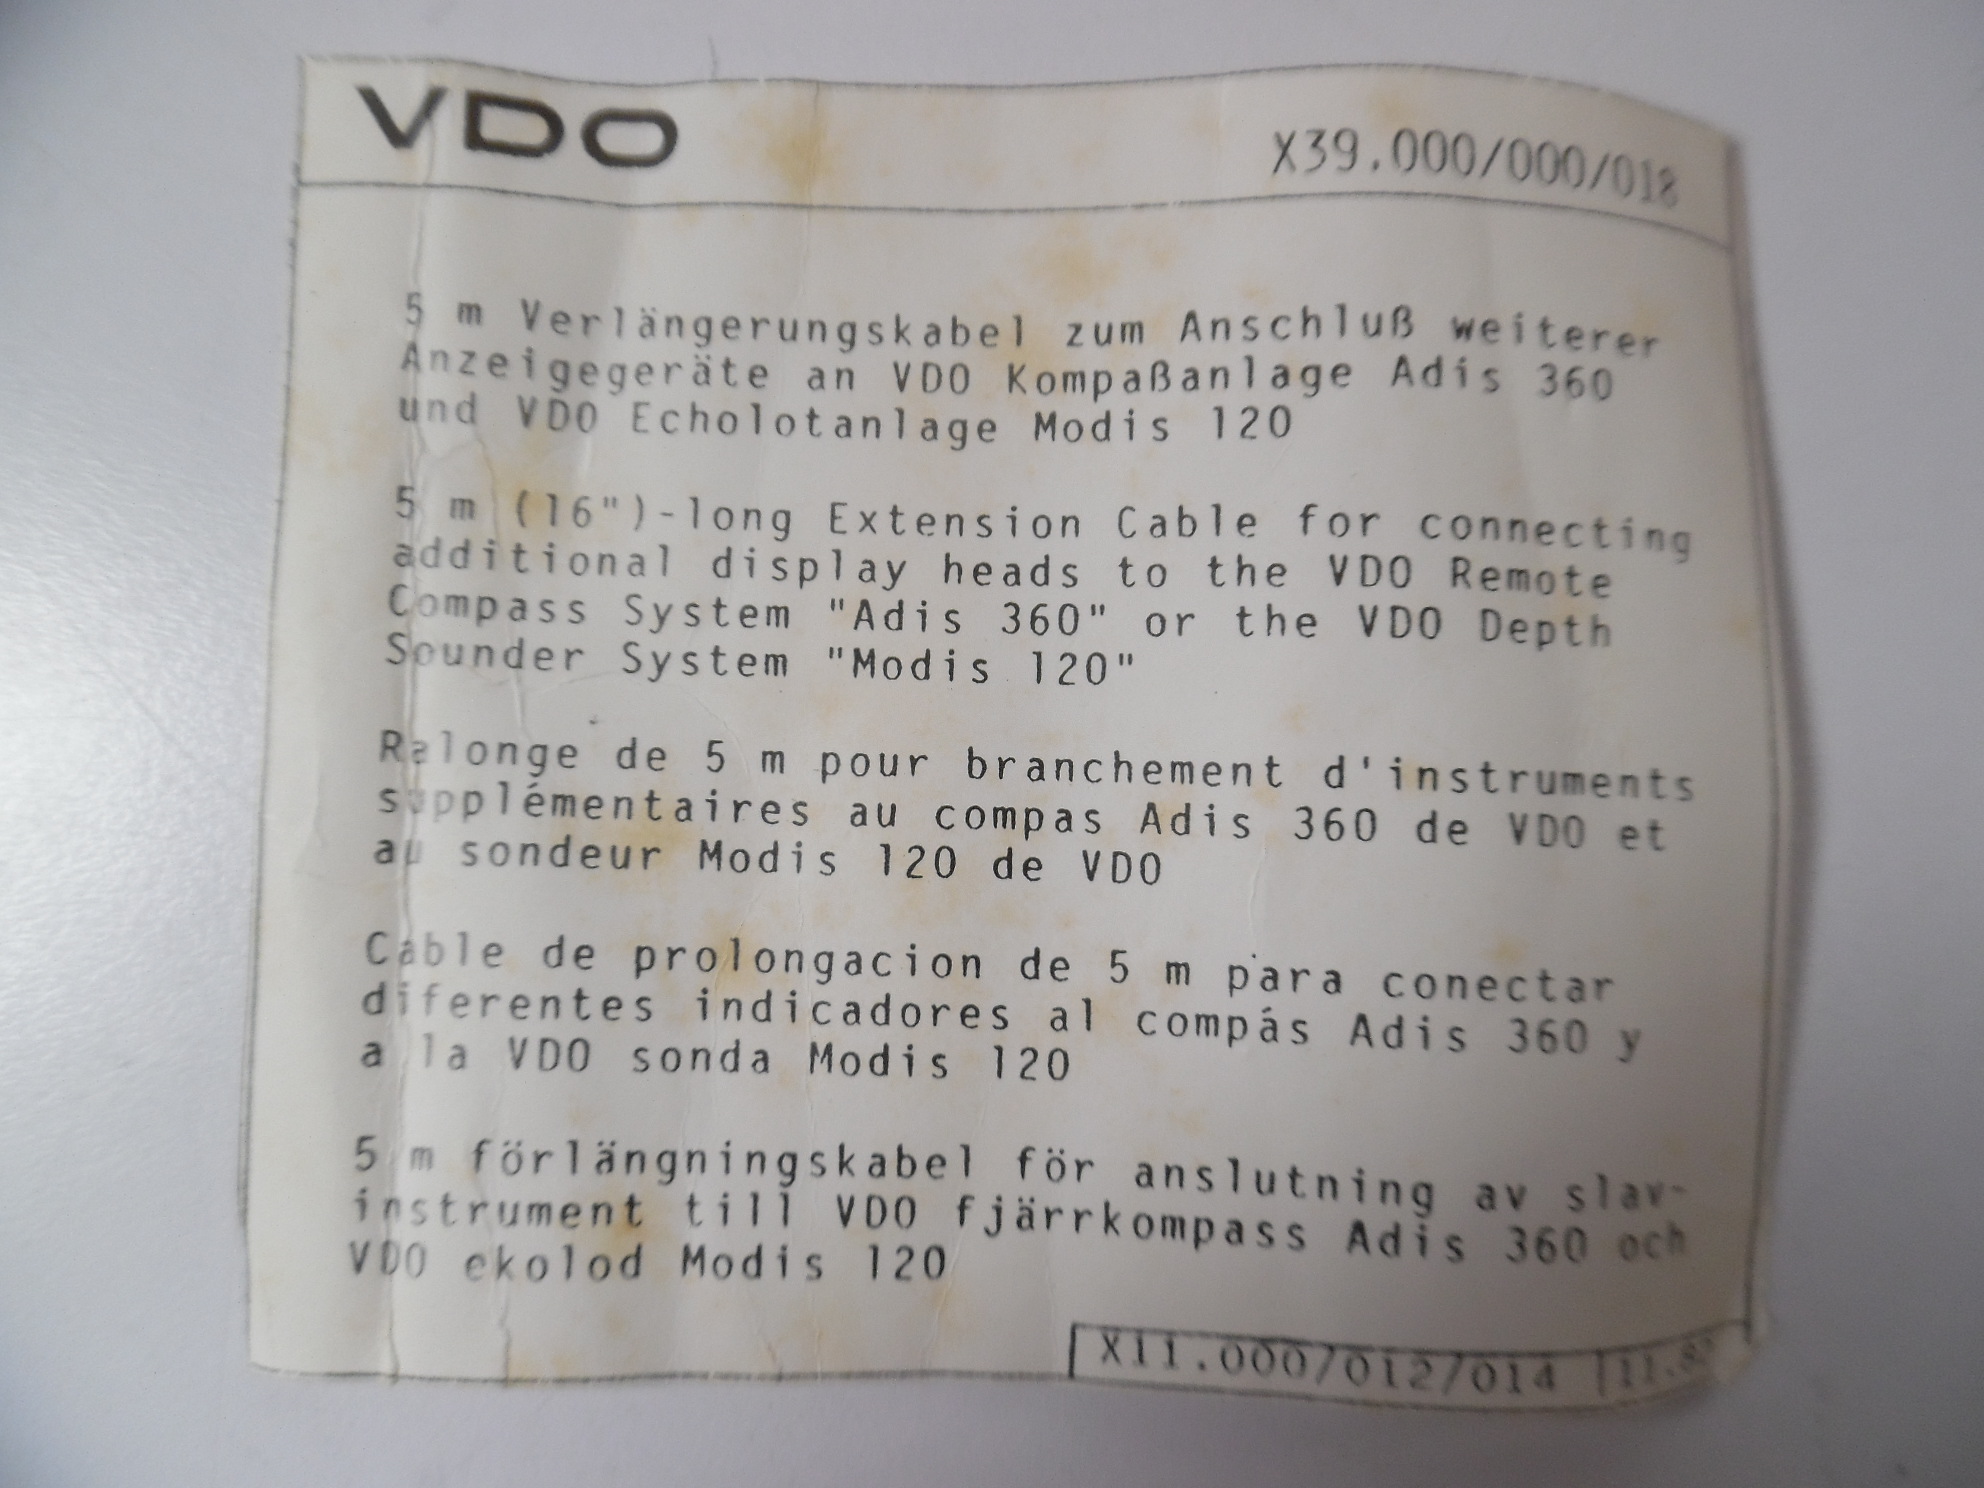 VDO
X39.000/000/018
5 m Verlängerungskabel zum Anschluß weiterer
Anzeigegeräte an VDO Kompaßanlage Adis 360
und VDO Echolotanlage Modis 120
5 m (16")-long Extension Cable for connecting
additional display heads to the VDO Remote
Compass System "Adis 360" or the VDO Depth
Sounder System "Modis 120"
Ralonge de 5 m pour branchement d'instruments
supplémentaires au compas Adis 360 de VDO et
au sondeur Modis 120 de VDO
Cable de prolongacion de 5 m para conectar
diferentes indicadores al compás Adis 360 y
a la VDO sonda Modis 120
5 m förlängningskabel för anslutning av slav-
instrument till VDO fjärrkompass Adis 360 och
VDO ekolod Modis 120
X11.000/012/014